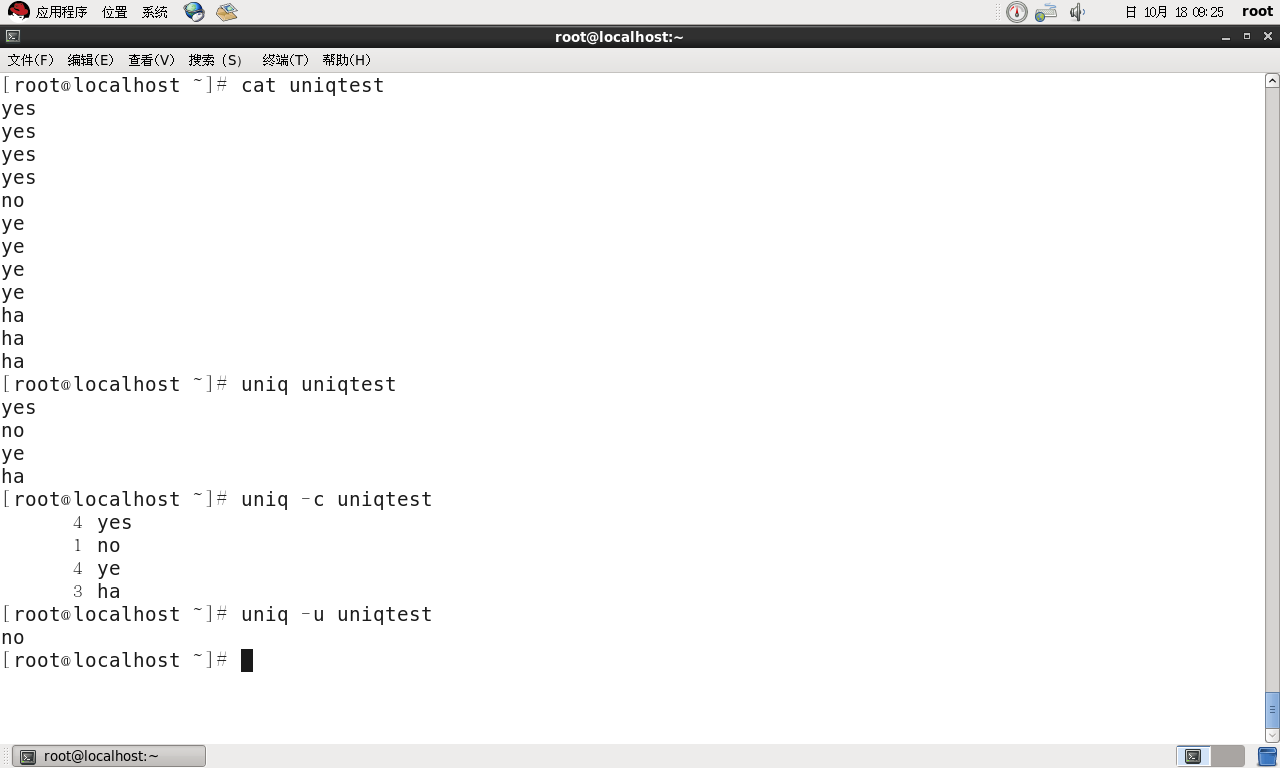 应用程序 位置 系统 日 10月 18 09:25 root
root@localhost:~
文件(F) 编辑(E) 查看(V) 搜索 (S) 终端(T) 帮助(H)
[root@localhost ~]# cat uniqtest
yes
yes
yes
yes
no
ye
ye
ye
ye
ha
ha
ha
[root@localhost ~]# uniq uniqtest
yes
no
ye
ha
[root@localhost ~]# uniq -c uniqtest
4 yes
1 no
4 ye
3 ha
[root@localhost ~]# uniq -u uniqtest
no
[root@localhost ~]#
root@localhost:~